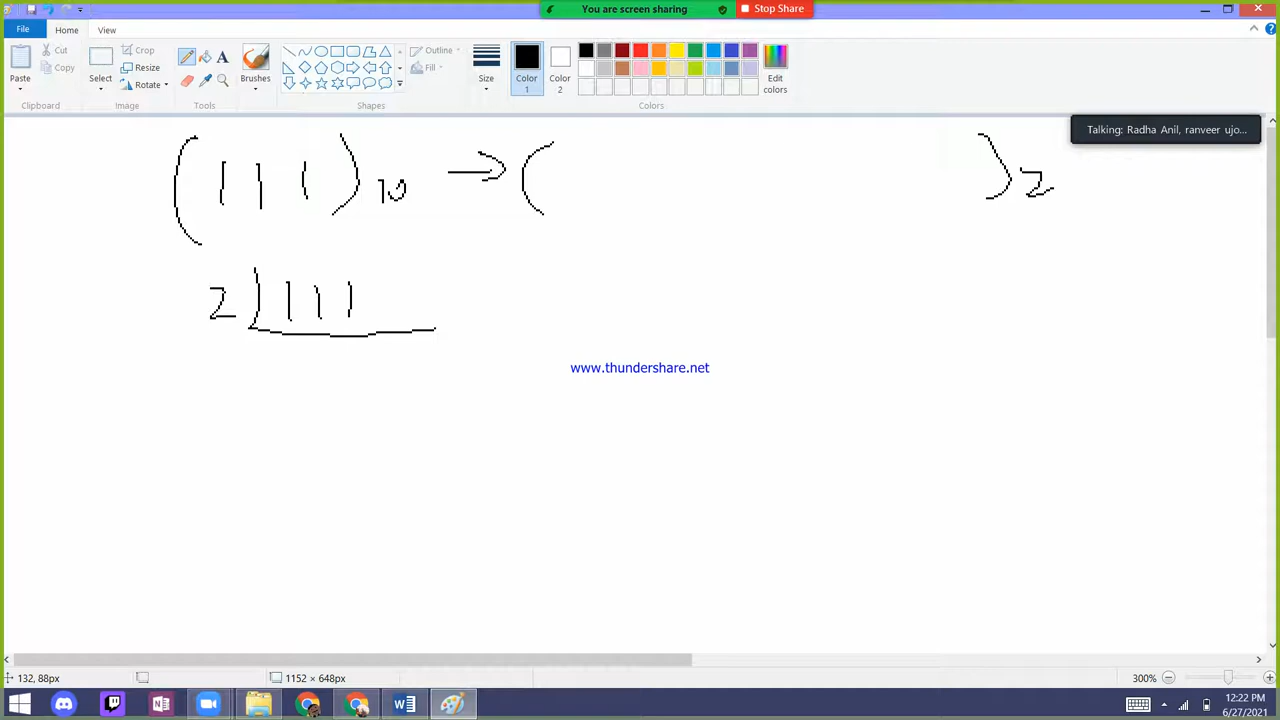 You are screen sharing
Stop Share
File
Home
View
Paste
Cut
Copy
Clipboard
Select
Crop
Resize
Rotate
Image
A
Tools
Brushes
Shapes
Outline
Fill
Size
Color 1
Color 2
Edit colors
Colors
Talking: Radha Anil, ranveer ujo...
(111)10 → ( )2
2)111
www.thundershare.net
132, 88px
1152 × 648px
300%
12:22 PM
6/27/2021